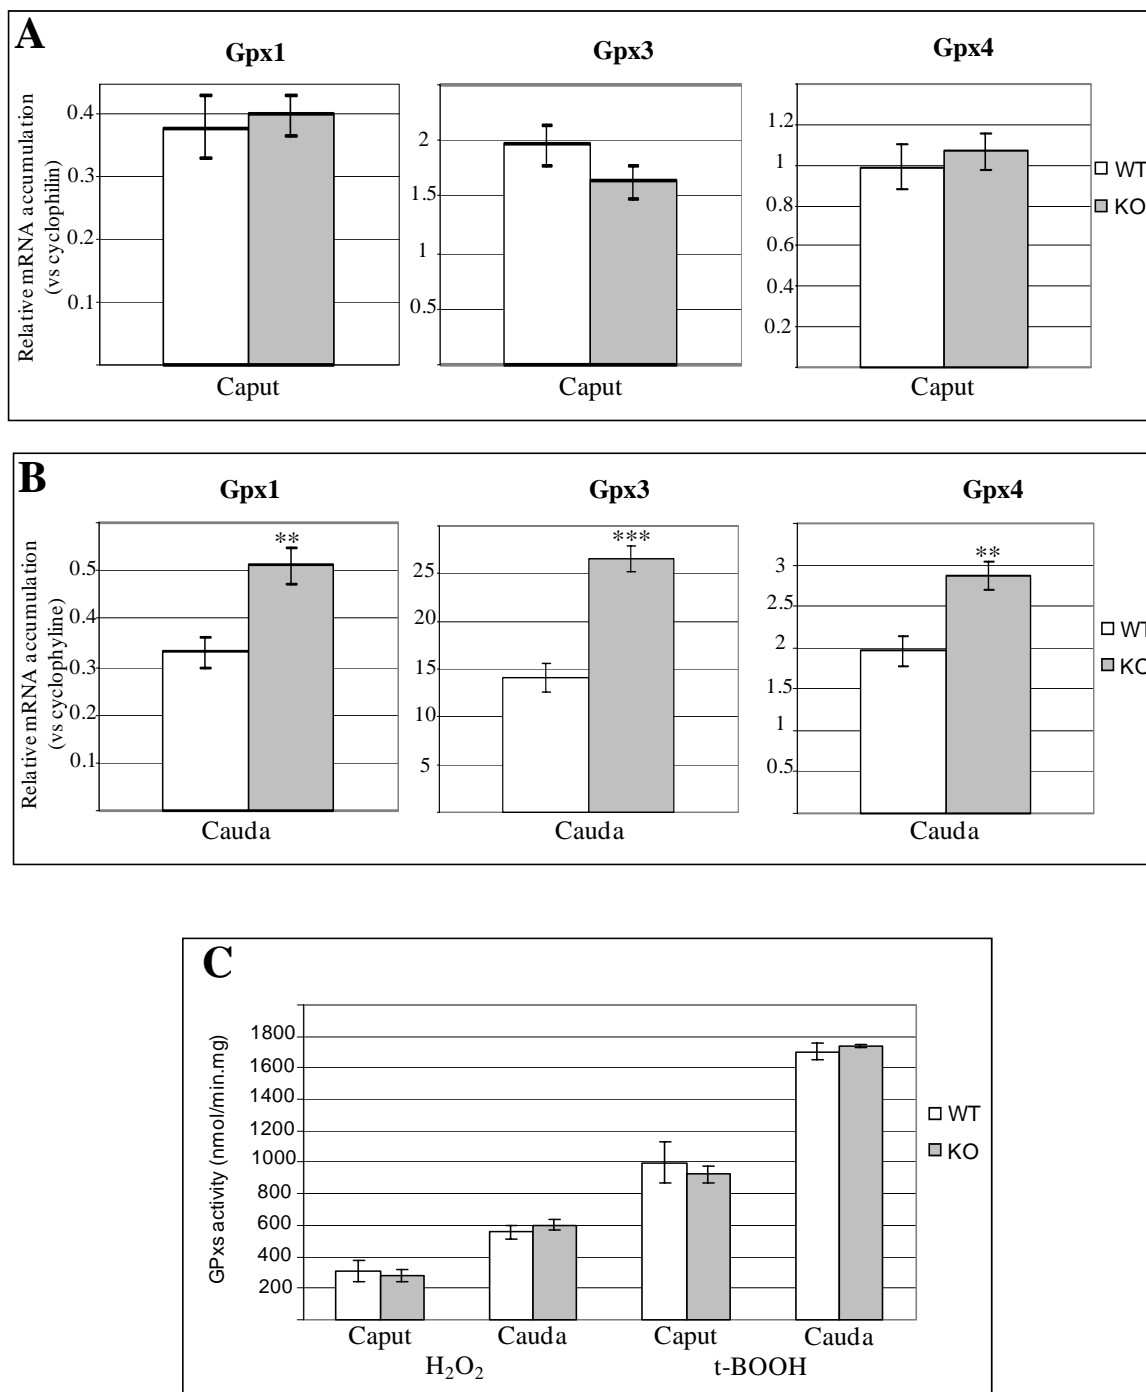 A
Gpx1
Gpx3
Gpx4
Relative mRNA accumulation
(vs cyclophilin)
0.4
0.3
0.2
0.1
2
1.5
1
0.5
1.2
1
0.8
0.6
0.4
0.2
WT
KO
Caput
Caput
Caput
B
Gpx1
Gpx3
Gpx4
Relative mRNA accumulation
(vs cyclophyline)
0.5
0.4
0.3
0.2
0.1
**
25
20
15
10
5
***
3
2.5
2
1.5
1
0.5
**
WT
KO
Cauda
Cauda
Cauda
C
GPxs activity (nmol/min.mg)
1800
1600
1400
1200
1000
800
600
400
200
WT
KO
Caput Cauda Caput Cauda
H₂O₂ t-BOOH